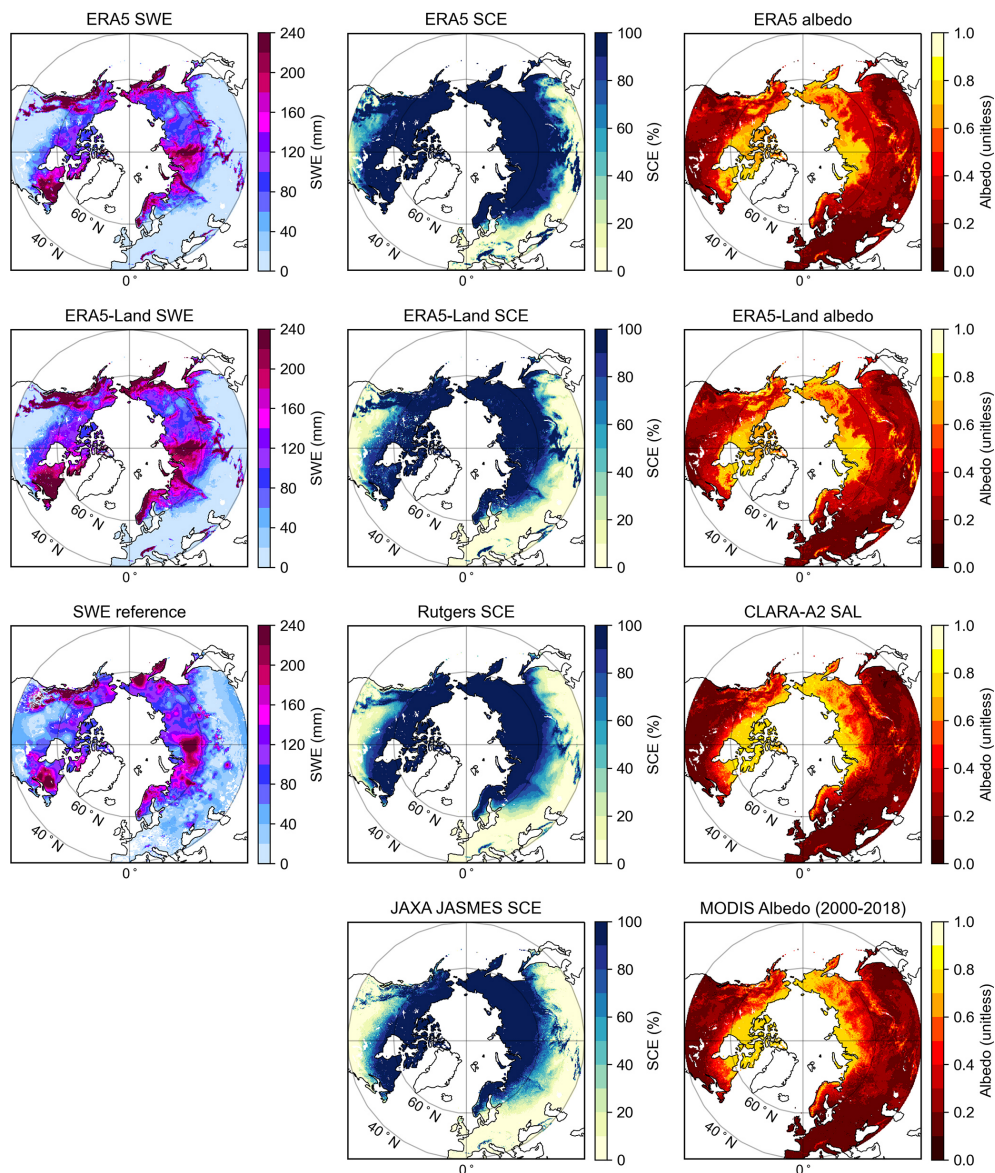 ERA5 SWE
240
200
160
120
80
40
0
SWE (mm)
40°N
60°N
0°
ERA5 SCE
100
80
60
40
20
0
SCE (%)
40°N
60°N
0°
ERA5 albedo
1.0
0.8
0.6
0.4
0.2
0.0
Albedo (unitless)
40°N
60°N
0°
ERA5-Land SWE
240
200
160
120
80
40
0
SWE (mm)
40°N
60°N
0°
ERA5-Land SCE
100
80
60
40
20
0
SCE (%)
40°N
60°N
0°
ERA5-Land albedo
1.0
0.8
0.6
0.4
0.2
0.0
Albedo (unitless)
40°N
60°N
0°
SWE reference
240
200
160
120
80
40
0
SWE (mm)
40°N
60°N
0°
Rutgers SCE
100
80
60
40
20
0
SCE (%)
40°N
60°N
0°
CLARA-A2 SAL
1.0
0.8
0.6
0.4
0.2
0.0
Albedo (unitless)
40°N
60°N
0°
JAXA JASMES SCE
100
80
60
40
20
0
SCE (%)
40°N
60°N
0°
MODIS Albedo (2000-2018)
1.0
0.8
0.6
0.4
0.2
0.0
Albedo (unitless)
40°N
60°N
0°